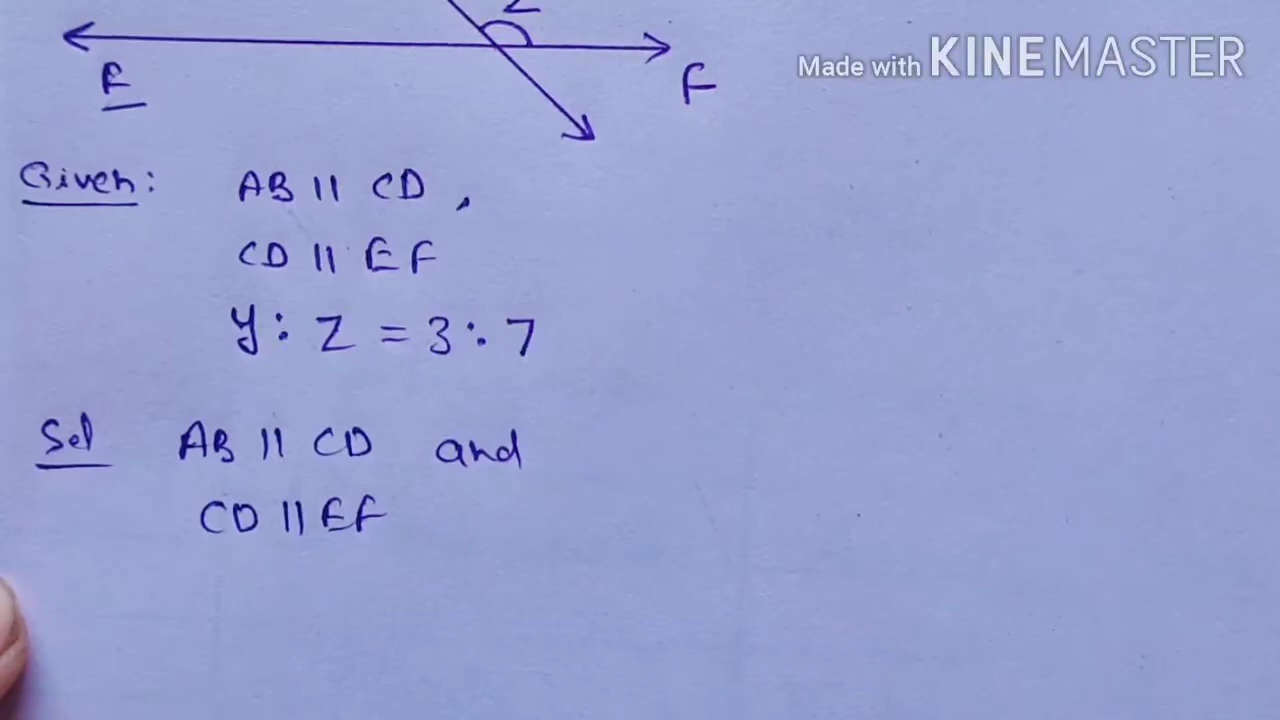 Z
Made with KINEMASTER
E
F
Given: AB || CD ,
CD || EF
y : Z = 3 : 7
Sol AB || CD and
CD || EF